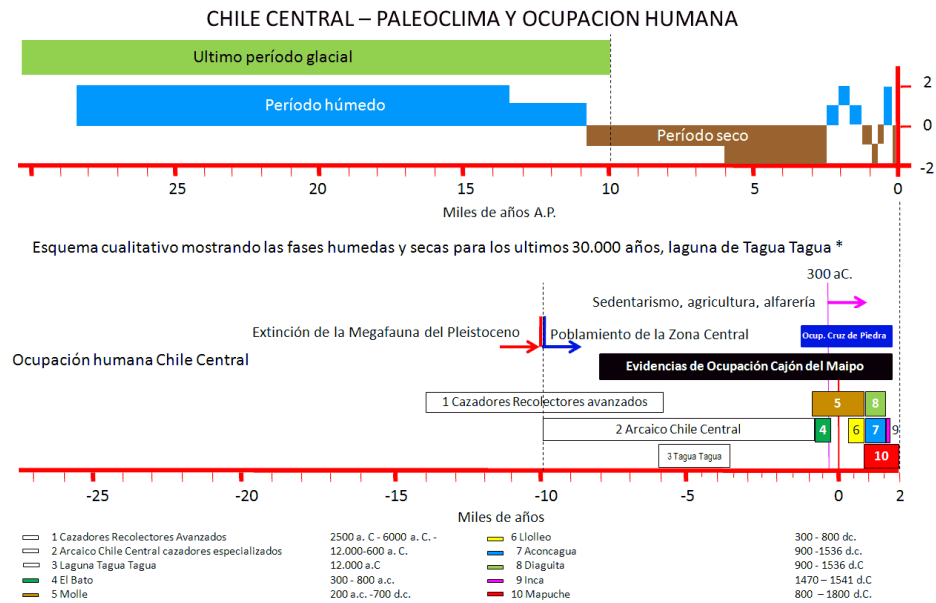 CHILE CENTRAL – PALEOCLIMA Y OCUPACION HUMANA
Ultimo período glacial
Período húmedo
Período seco
2
0
-2
25 20 15 10 5 0
Miles de años A.P.
Esquema cualitativo mostrando las fases humedas y secas para los ultimos 30.000 años, laguna de Tagua Tagua *
300 aC.
Sedentarismo, agricultura, alfarería
Extinción de la Megafauna del Pleistoceno
Poblamiento de la Zona Central
Ocup. Cruz de Piedra
Ocupación humana Chile Central
Evidencias de Ocupación Cajón del Maipo
1 Cazadores Recolectores avanzados
5
8
2 Arcaico Chile Central
4
6
7
9
3 Tagua Tagua
10
-25 -20 -15 -10 -5 0 2
Miles de años
1 Cazadores Recolectores Avanzados 2500 a. C - 6000 a. C. -
2 Arcaico Chile Central cazadores especializados 12.000-600 a. C.
3 Laguna Tagua Tagua 12.000 a.C
4 El Bato 300 - 800 a.c.
5 Molle 200 a.c. -700 d.c.
6 Llolleo 300 - 800 dc.
7 Aconcagua 900 -1536 d.c.
8 Diaguita 900 - 1536 d.C
9 Inca 1470 – 1541 d.C
10 Mapuche 800 – 1800 d.C.